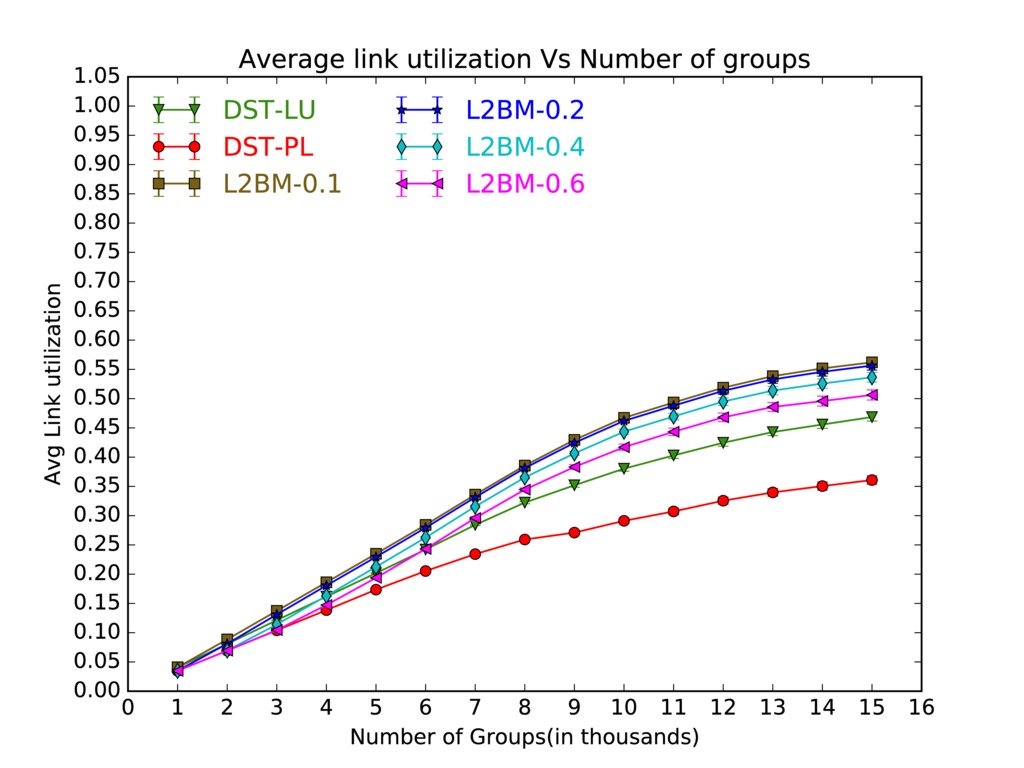 Average link utilization Vs Number of groups
1.05
1.00
0.95
0.90
0.85
0.80
0.75
0.70
0.65
0.60
0.55
0.50
0.45
0.40
0.35
0.30
0.25
0.20
0.15
0.10
0.05
0.00
Avg Link utilization
DST-LU
DST-PL
L2BM-0.1
L2BM-0.2
L2BM-0.4
L2BM-0.6
0 1 2 3 4 5 6 7 8 9 10 11 12 13 14 15 16
Number of Groups(in thousands)